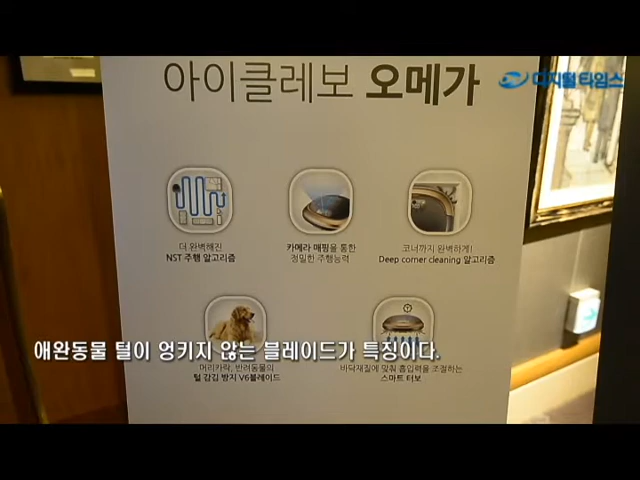 디지털타임스
아이클레보 오메가
더 완벽해진
NST 주행 알고리즘
카메라 매핑을 통한
정밀한 주행능력
코너까지 완벽하게!
Deep corner cleaning 알고리즘
애완동물 털이 엉키지 않는 블레이드가 특징이다.
머리카락, 반려동물의
털 감김 방지 V6블레이드
바닥재질에 맞춰 흡입력을 조절하는
스마트 터보